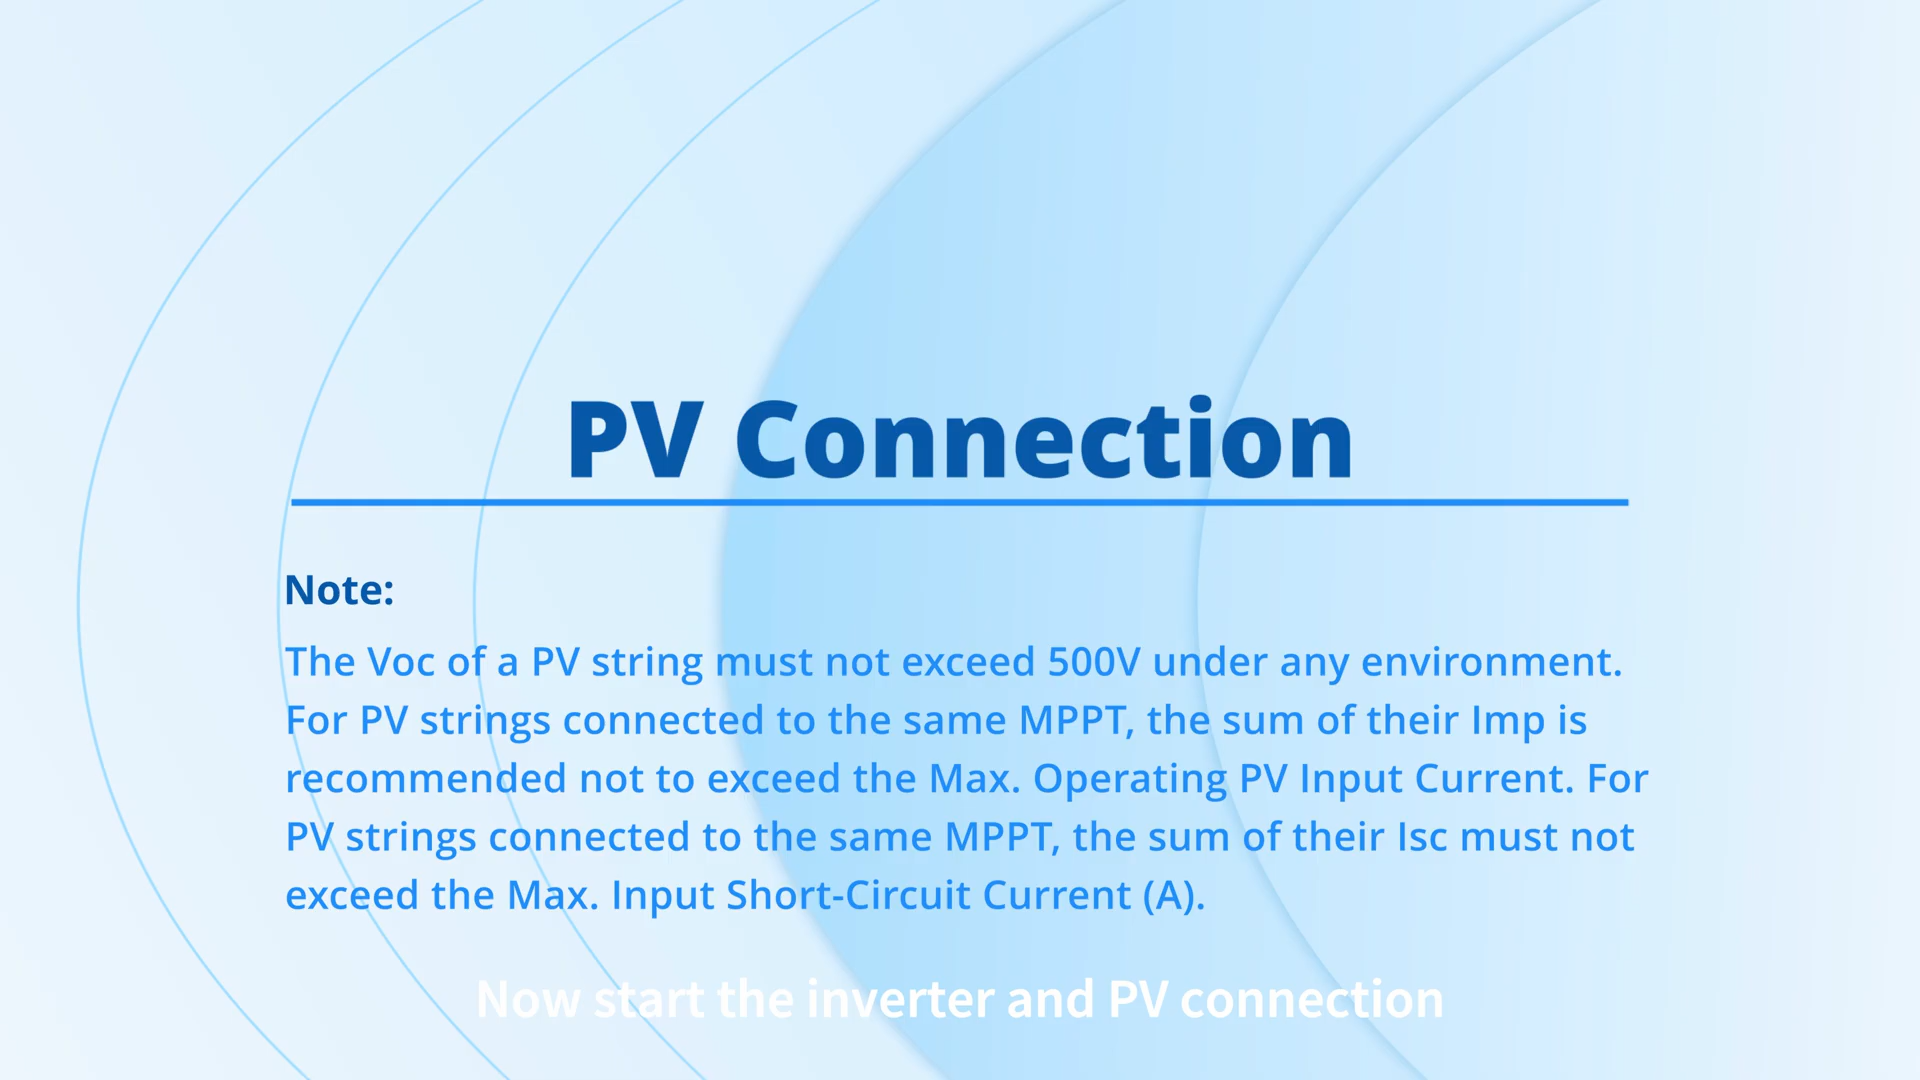 PV Connection
Note:
The Voc of a PV string must not exceed 500V under any environment.
For PV strings connected to the same MPPT, the sum of their Imp is
recommended not to exceed the Max. Operating PV Input Current. For
PV strings connected to the same MPPT, the sum of their Isc must not
exceed the Max. Input Short-Circuit Current (A).
Now start the inverter and PV connection